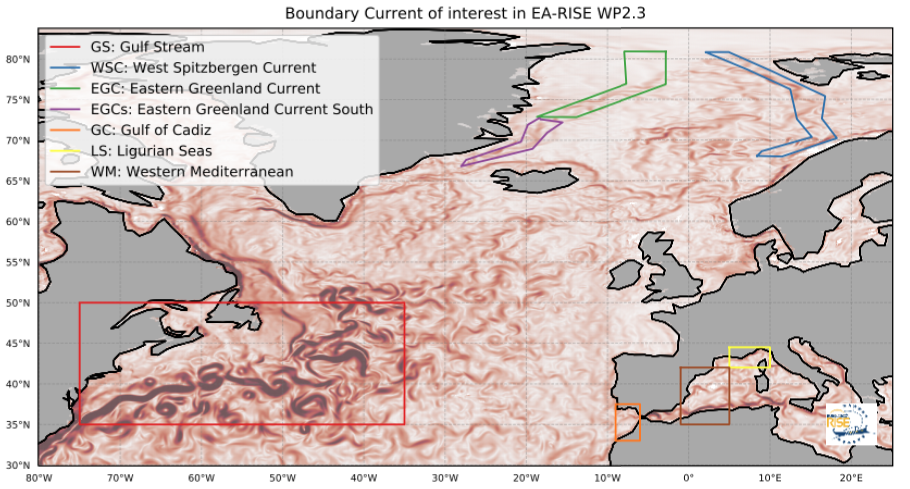 Boundary Current of interest in EA-RISE WP2.3
GS: Gulf Stream
WSC: West Spitzbergen Current
EGC: Eastern Greenland Current
EGCs: Eastern Greenland Current South
GC: Gulf of Cadiz
LS: Ligurian Seas
WM: Western Mediterranean
80°N
75°N
70°N
65°N
60°N
55°N
50°N
45°N
40°N
35°N
30°N
80°W 70°W 60°W 50°W 40°W 30°W 20°W 10°W 0° 10°E 20°E
RISE